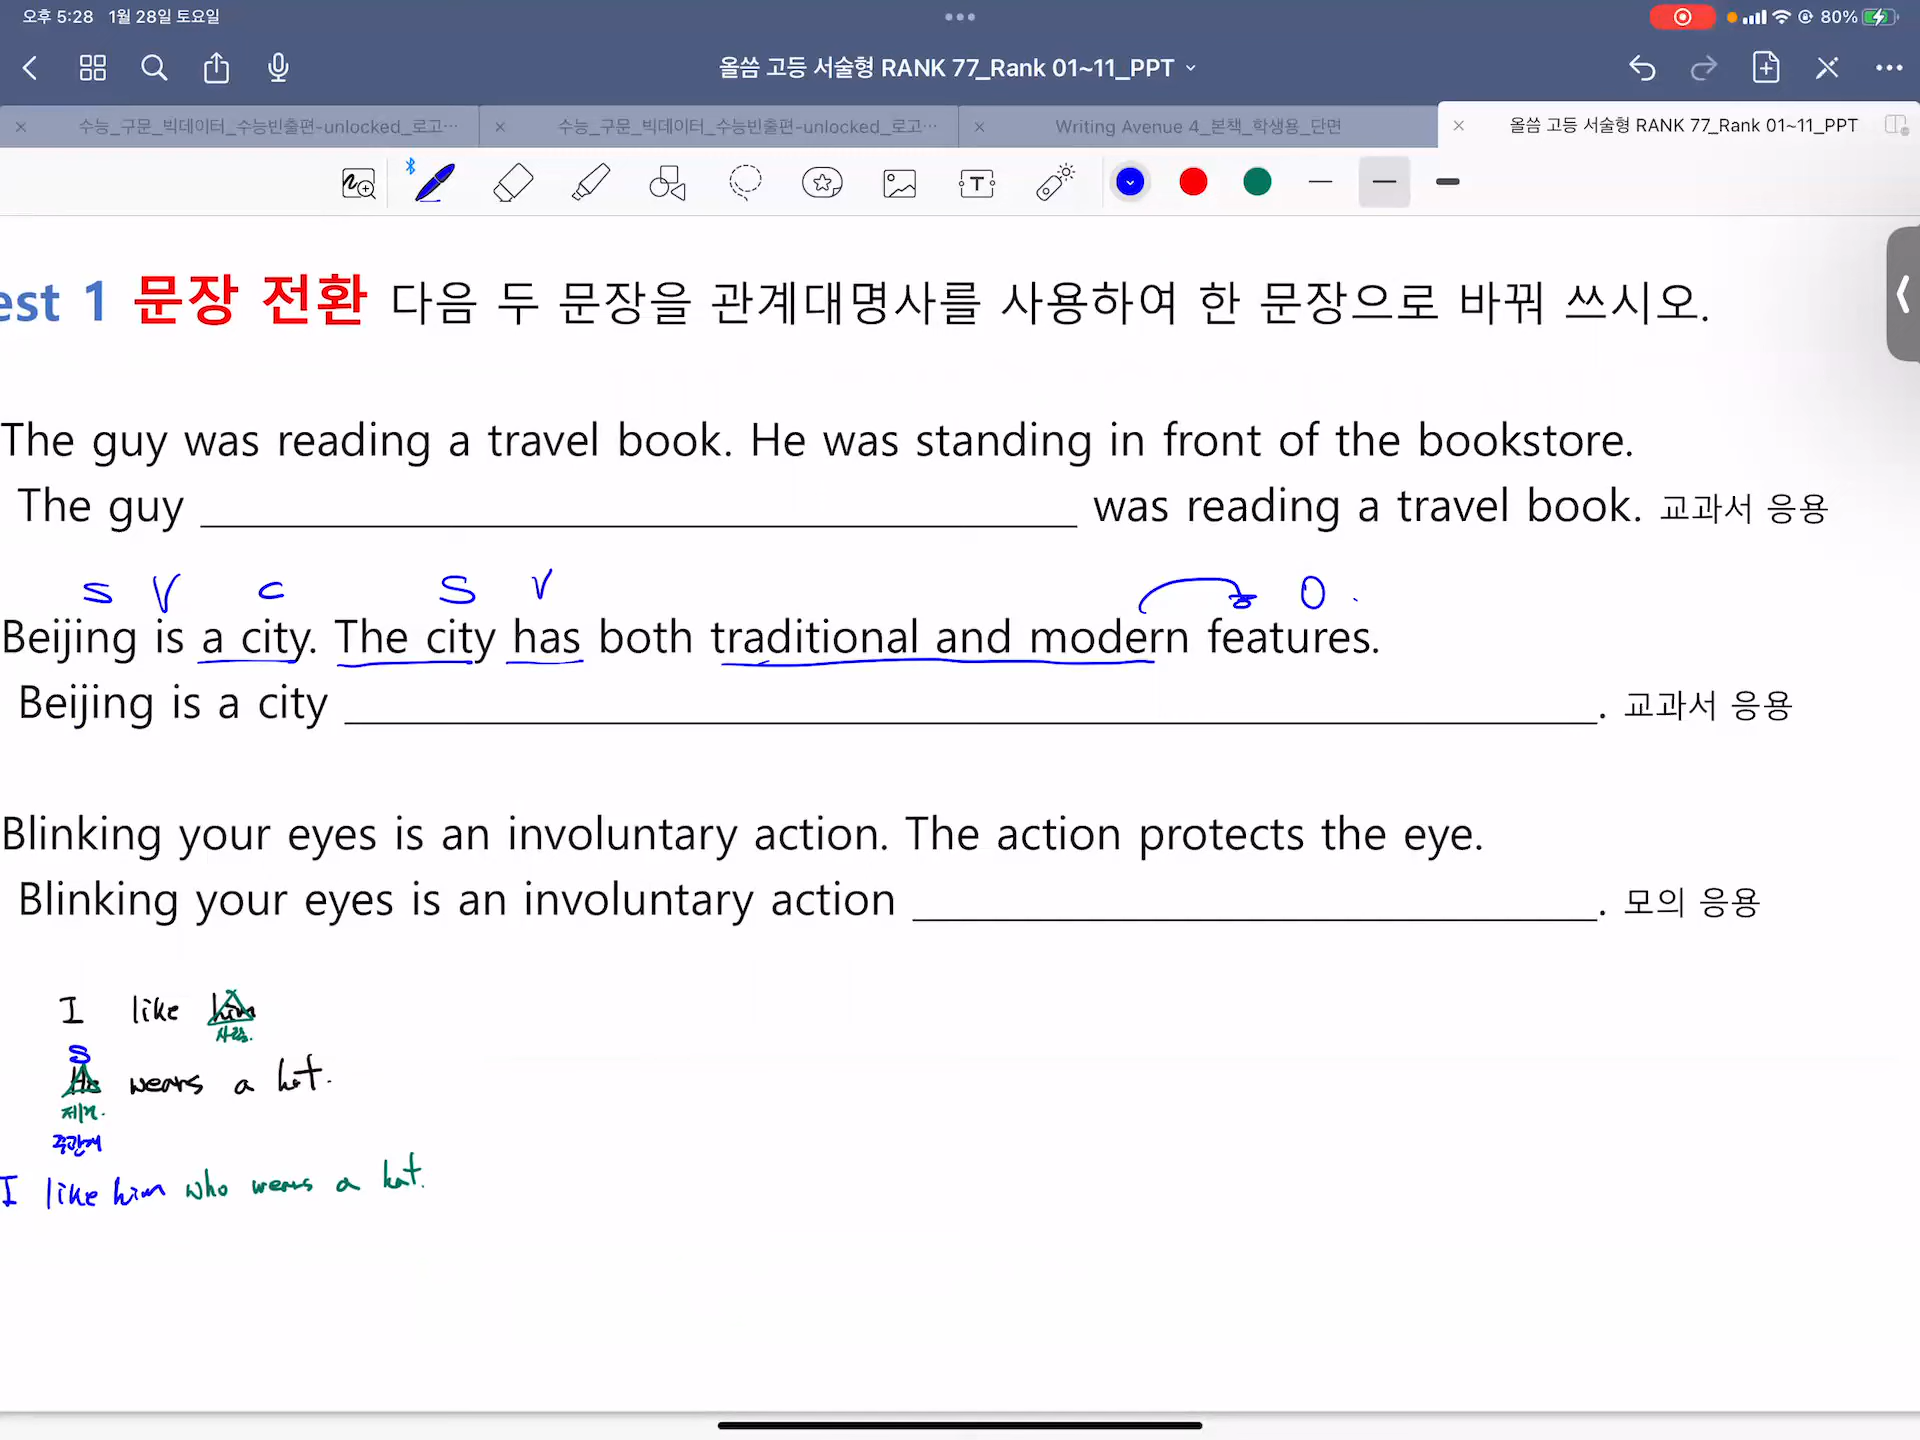 오후 5:28 1월 28일 토요일
80%
올씀 고등 서술형 RANK 77_Rank 01~11_PPT
수능_구문_빅데이터_수능빈출편-unlocked_로고…
수능_구문_빅데이터_수능빈출편-unlocked_로고…
Writing Avenue 4_본책_학생용_단면
올씀 고등 서술형 RANK 77_Rank 01~11_PPT
est 1 문장 전환 다음 두 문장을 관계대명사를 사용하여 한 문장으로 바꿔 쓰시오.
The guy was reading a travel book. He was standing in front of the bookstore.
The guy ______ was reading a travel book. 교과서 응용
S V C S V O
Beijing is a city. The city has both traditional and modern features.
Beijing is a city ______. 교과서 응용
Blinking your eyes is an involuntary action. The action protects the eye.
Blinking your eyes is an involuntary action ______. 모의 응용
I like him
사람.
S
He wears a hat.
제거.
주관대
I like him who wears a hat.